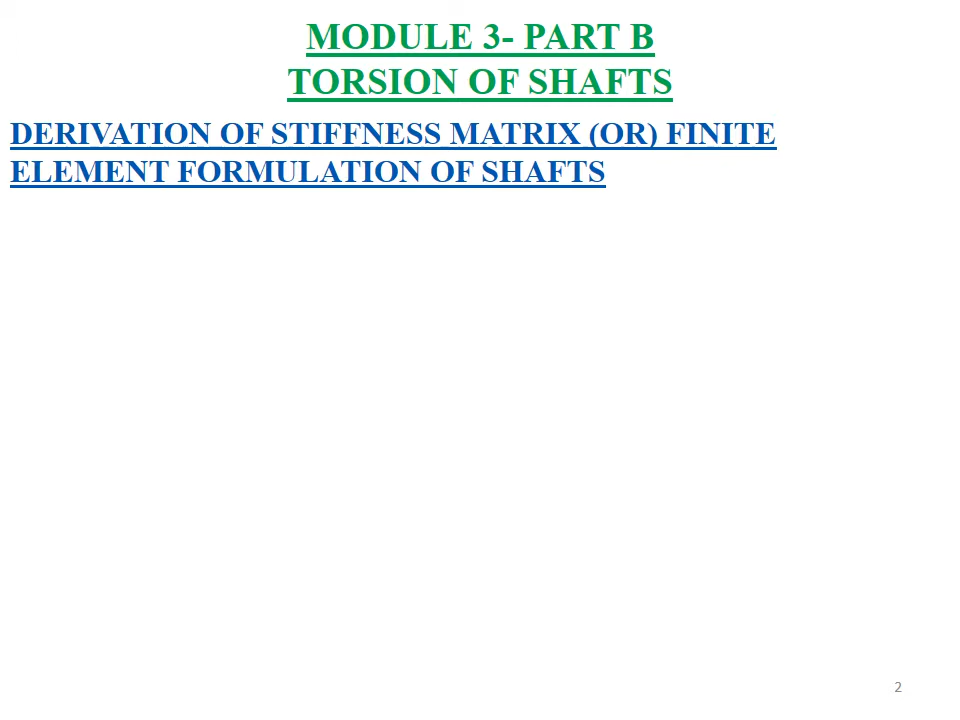 MODULE 3- PART B
TORSION OF SHAFTS
DERIVATION OF STIFFNESS MATRIX (OR) FINITE
ELEMENT FORMULATION OF SHAFTS
2